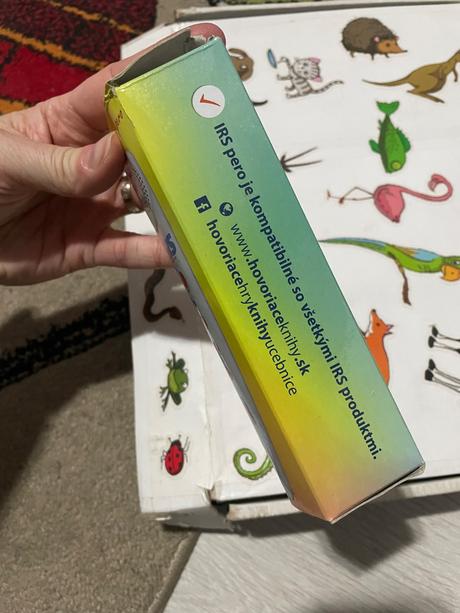 IRS pero je kompatibilné so všetkými IRS produktmi.
www.hovoriaceknihy.sk
hovoriacehryknihyucebnice